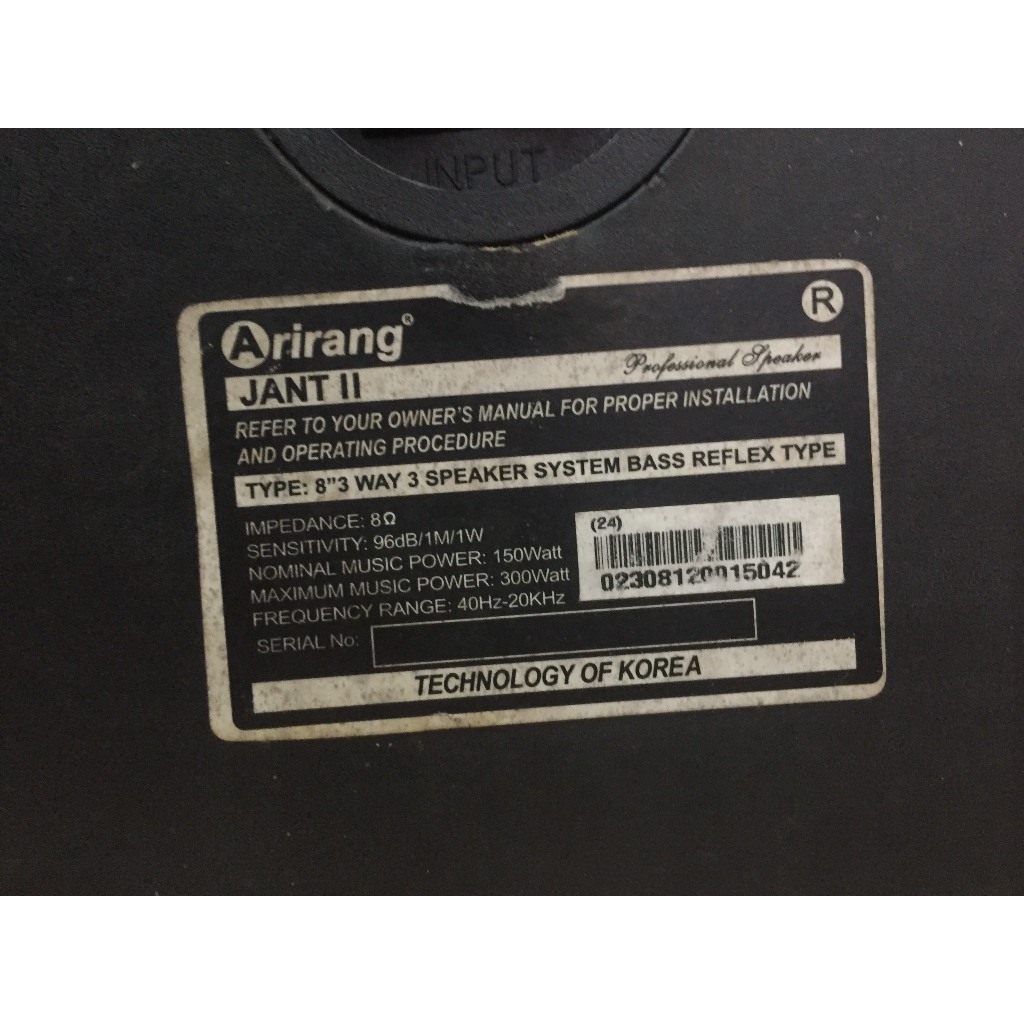 INPUT
Arirang®
R
Professional Speaker
JANT II
REFER TO YOUR OWNER'S MANUAL FOR PROPER INSTALLATION
AND OPERATING PROCEDURE
TYPE: 8"3 WAY 3 SPEAKER SYSTEM BASS REFLEX TYPE
IMPEDANCE: 8Ω
SENSITIVITY: 96dB/1M/1W
NOMINAL MUSIC POWER: 150Watt
MAXIMUM MUSIC POWER: 300Watt
FREQUENCY RANGE: 40Hz-20KHz
SERIAL No:
(24)
02308120015042
TECHNOLOGY OF KOREA